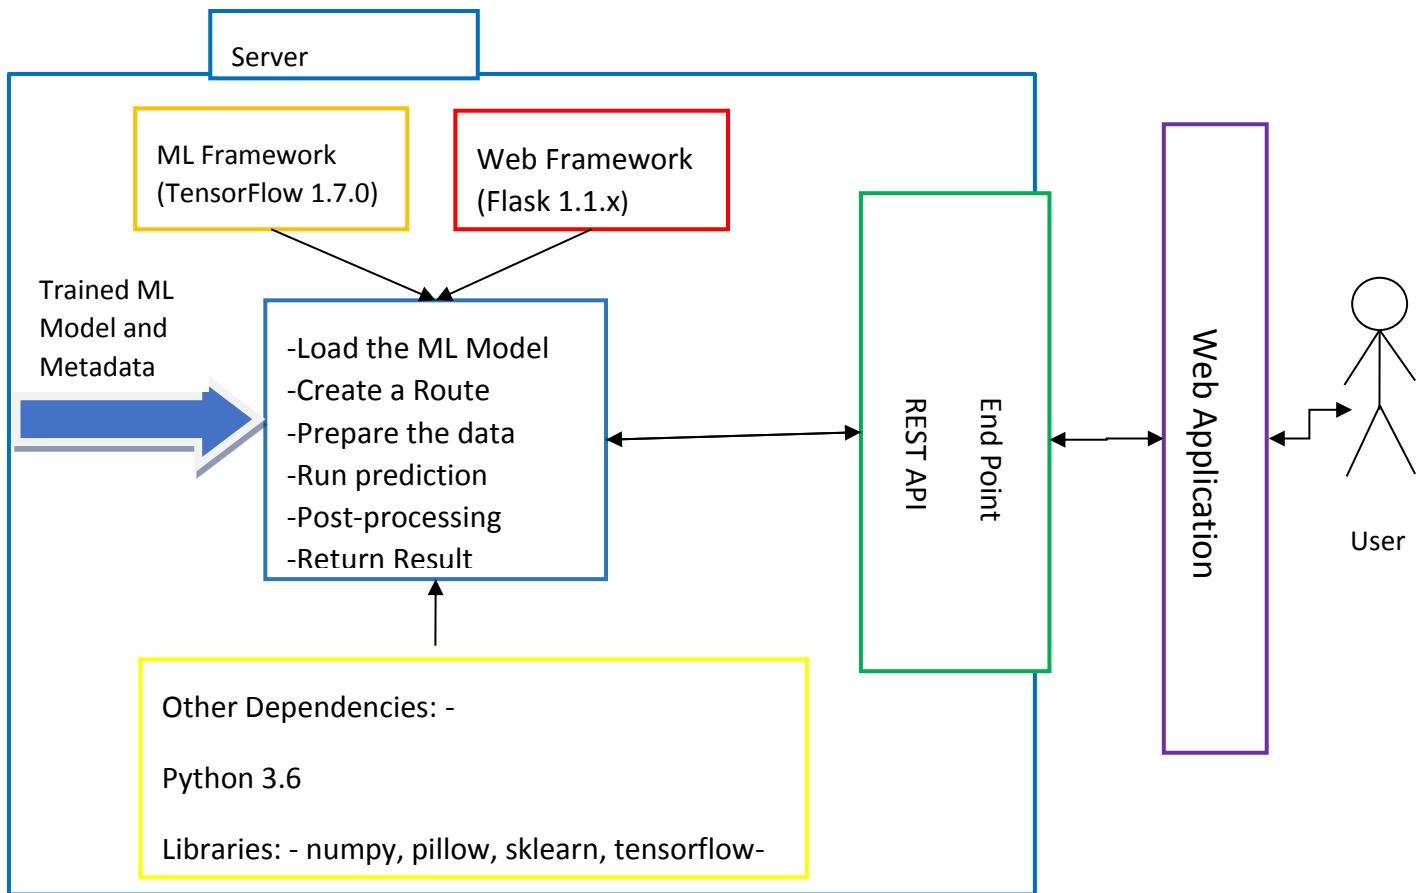 Server
ML Framework
(TensorFlow 1.7.0)
Web Framework
(Flask 1.1.x)
Trained ML
Model and
Metadata
-Load the ML Model
-Create a Route
-Prepare the data
-Run prediction
-Post-processing
-Return Result
End Point
REST API
Web Application
User
Other Dependencies: -
Python 3.6
Libraries: - numpy, pillow, sklearn, tensorflow-